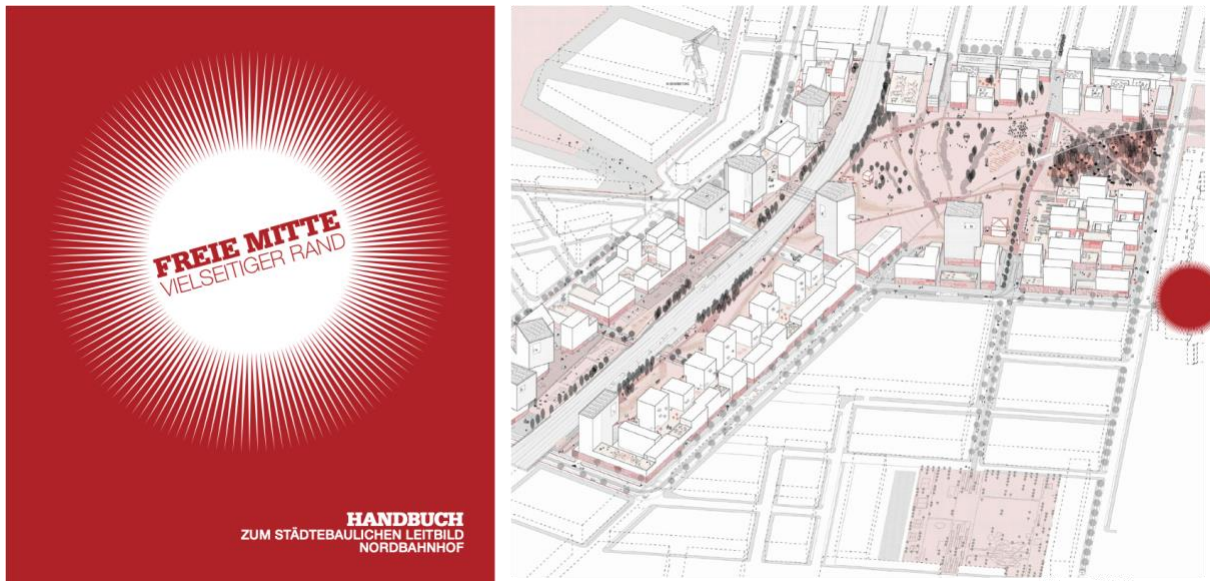 FREIE MITTE
VIELSEITIGER RAND
HANDBUCH
ZUM STÄDTEBAULICHEN LEITBILD
NORDBAHNHOF